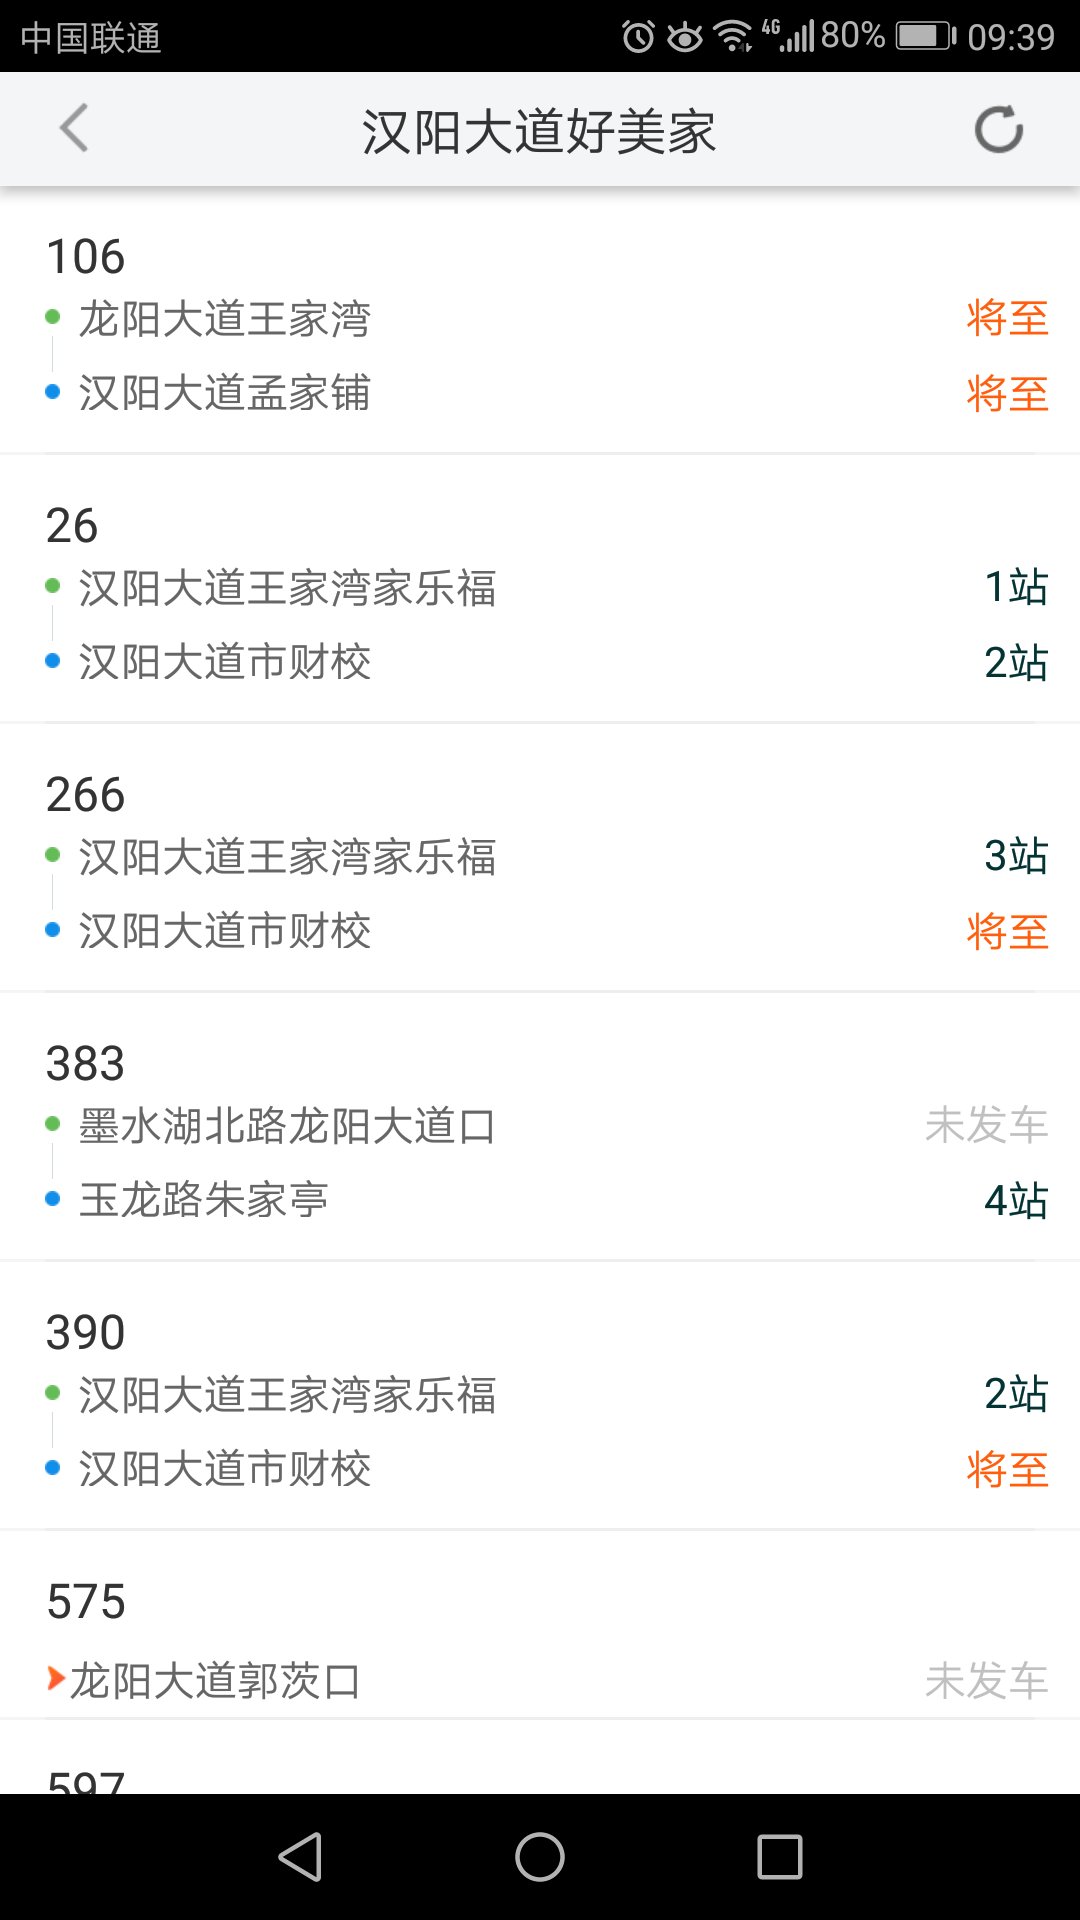 中国联通 4G 80% 09:39
汉阳大道好美家
106
龙阳大道王家湾 将至
汉阳大道孟家铺 将至
26
汉阳大道王家湾家乐福 1站
汉阳大道市财校 2站
266
汉阳大道王家湾家乐福 3站
汉阳大道市财校 将至
383
墨水湖北路龙阳大道口 未发车
玉龙路朱家亭 4站
390
汉阳大道王家湾家乐福 2站
汉阳大道市财校 将至
575
龙阳大道郭茨口 未发车
597